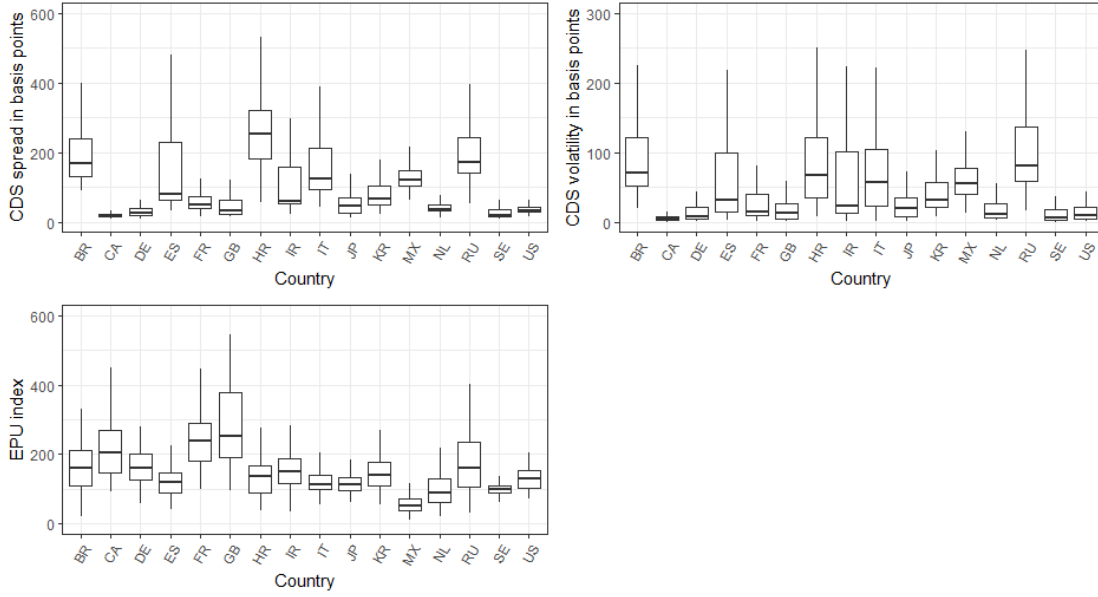 CDS spread in basis points
600
400
200
0
BR CA DE ES FR GB HR IR IT JP KR MX NL RU SE US
Country
CDS volatility in basis points
300
200
100
0
BR CA DE ES FR GB HR IR IT JP KR MX NL RU SE US
Country
EPU index
600
400
200
0
BR CA DE ES FR GB HR IR IT JP KR MX NL RU SE US
Country